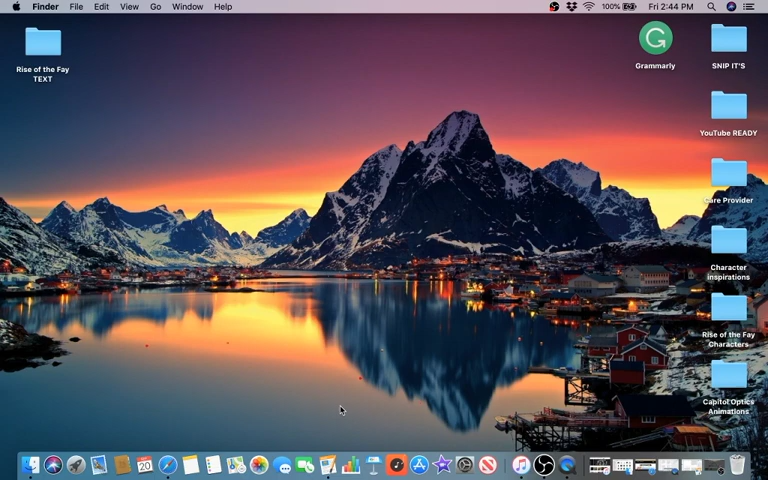 Finder File Edit View Go Window Help
100% Fri 2:44 PM
Rise of the Fay
TEXT
Grammarly
SNIP IT'S
YouTube READY
Care Provider
Character
inspirations
Rise of the Fay
Characters
Capitol Optics
Animations
20